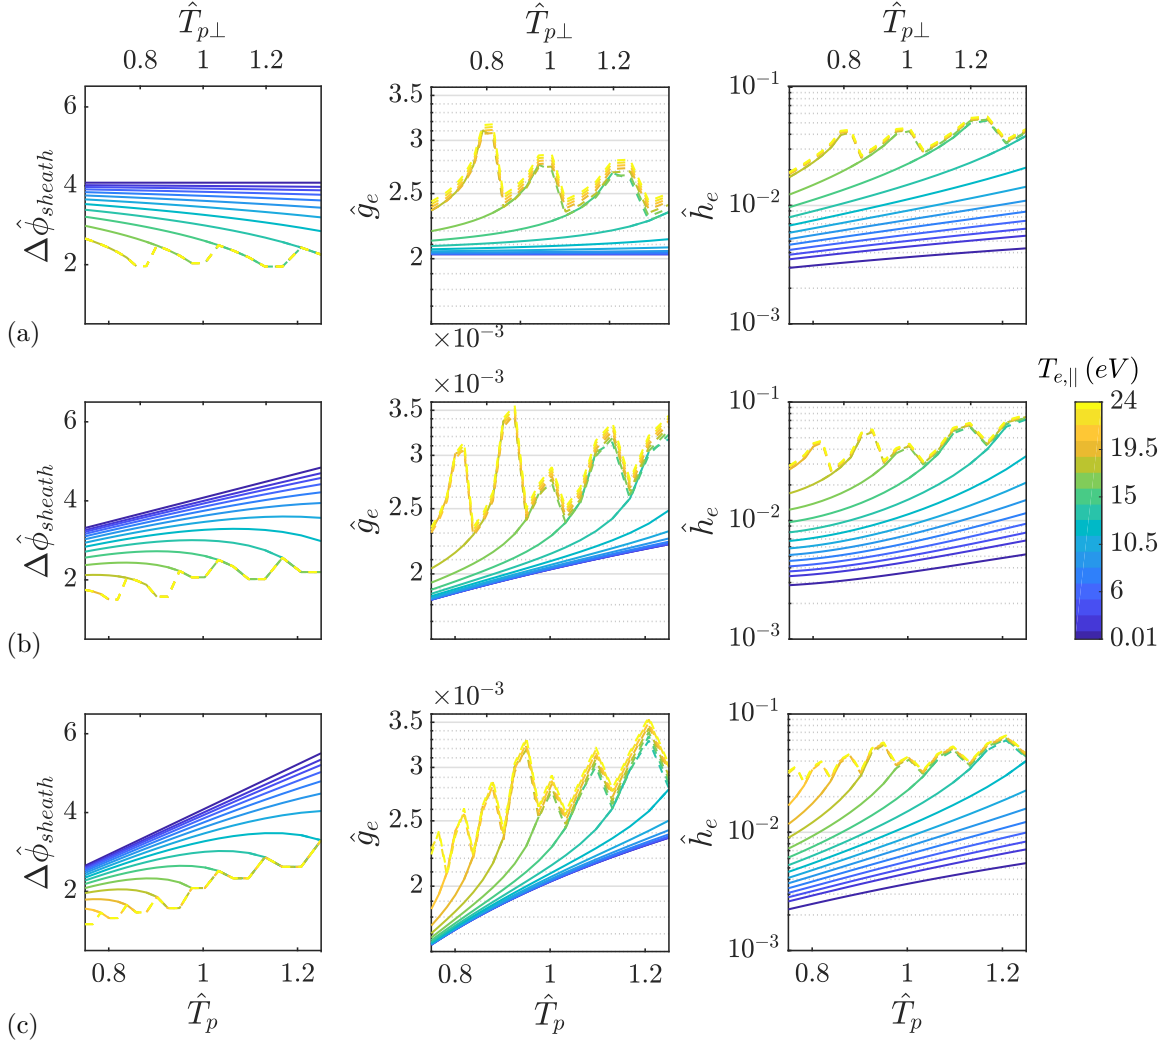 T̂p⊥ T̂p⊥ T̂p⊥
0.8 1 1.2 0.8 1 1.2 0.8 1 1.2
6
4
2
Δϕ̂sheath
3.5
3
2.5
2
ĝe
10⁻¹
10⁻²
10⁻³
ĥe
(a)
×10⁻³
×10⁻³
6
4
2
Δϕ̂sheath
3.5
3
2.5
2
ĝe
10⁻¹
10⁻²
10⁻³
ĥe
(b)
Te,|| (eV)
24
19.5
15
10.5
6
0.01
×10⁻³
6
4
2
Δϕ̂sheath
3.5
3
2.5
2
ĝe
10⁻¹
10⁻²
10⁻³
ĥe
0.8 1 1.2 0.8 1 1.2 0.8 1 1.2
T̂p T̂p T̂p
(c)